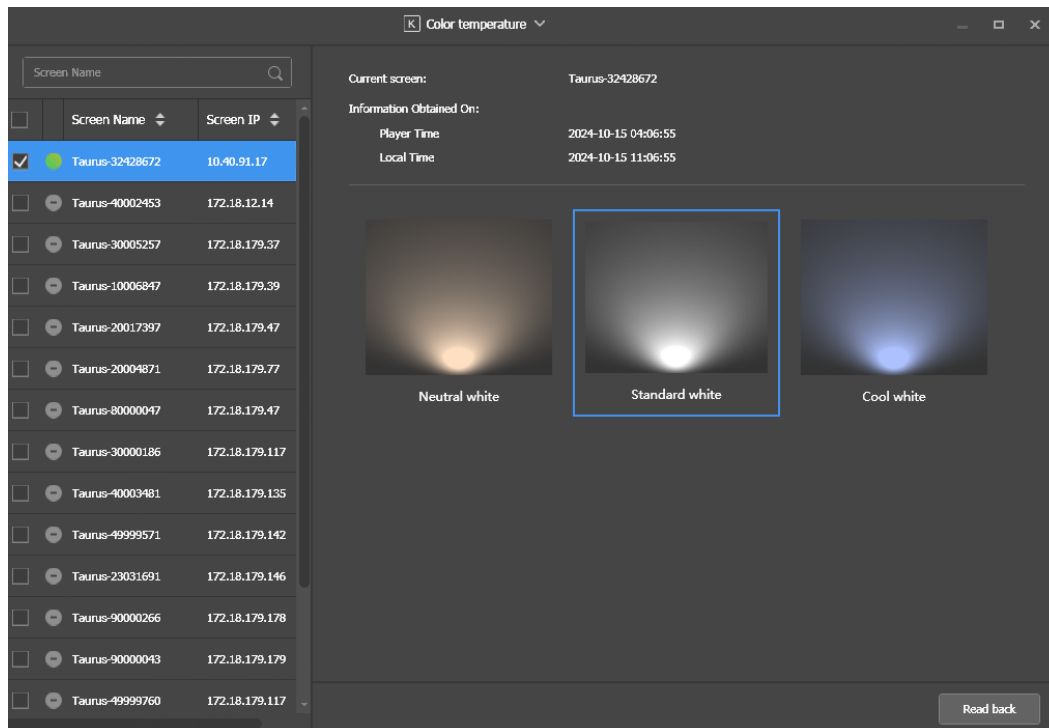 K Color temperature
Screen Name
Screen Name Screen IP
Taurus-32428672 10.40.91.17
Taurus-40002453 172.18.12.14
Taurus-30005257 172.18.179.37
Taurus-10006847 172.18.179.39
Taurus-20017397 172.18.179.47
Taurus-20004871 172.18.179.77
Taurus-80000047 172.18.179.47
Taurus-30000186 172.18.179.117
Taurus-40003481 172.18.179.135
Taurus-49999571 172.18.179.142
Taurus-23031691 172.18.179.146
Taurus-90000266 172.18.179.178
Taurus-90000043 172.18.179.179
Taurus-49999760 172.18.179.117
Current screen: Taurus-32428672
Information Obtained On:
Player Time 2024-10-15 04:06:55
Local Time 2024-10-15 11:06:55
Neutral white
Standard white
Cool white
Read back